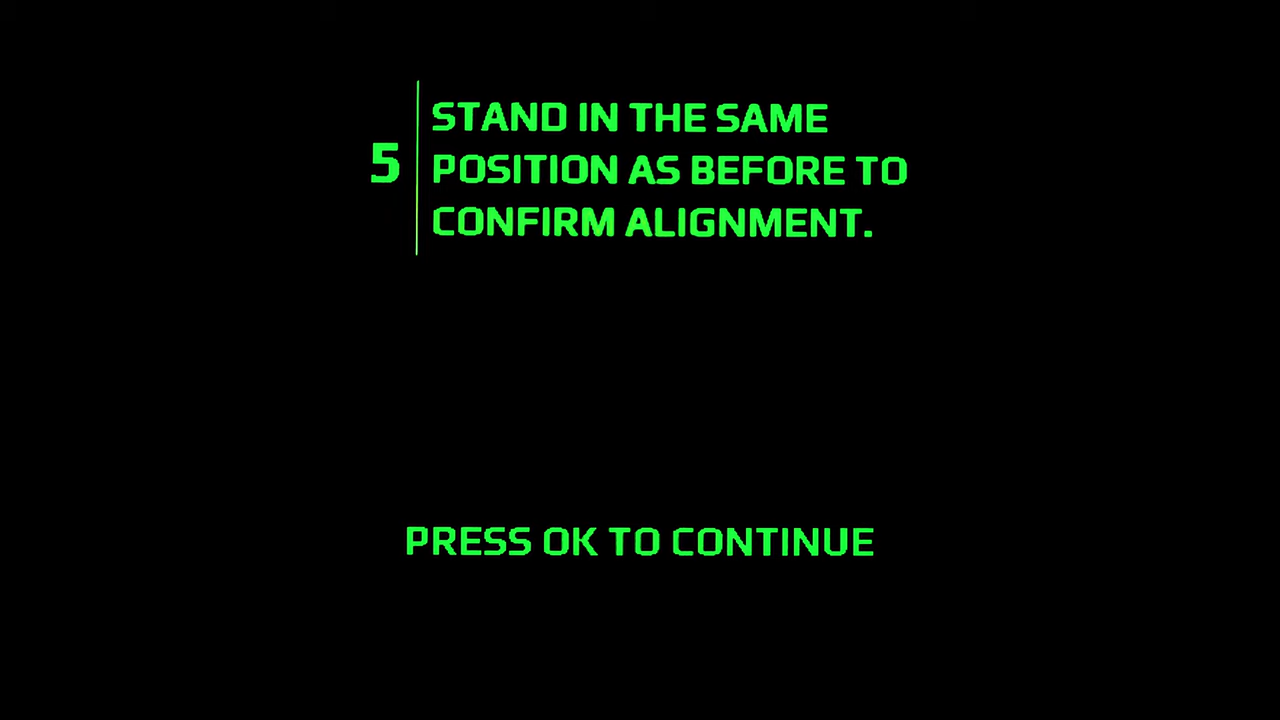 5
STAND IN THE SAME
POSITION AS BEFORE TO
CONFIRM ALIGNMENT.
PRESS OK TO CONTINUE